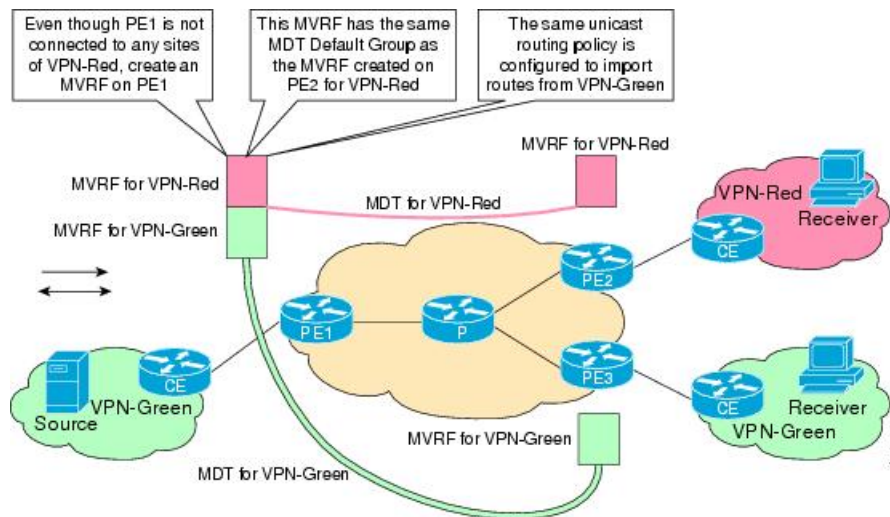 Even though PE1 is not
connected to any sites
of VPN-Red, create an
MVRF on PE1
This MVRF has the same
MDT Default Group as
the MVRF created on
PE2 for VPN-Red
The same unicast
routing policy is
configured to import
routes from VPN-Green
MVRF for VPN-Red
MVRF for VPN-Red
MDT for VPN-Red
MVRF for VPN-Green
VPN-Red
Receiver
CE
PE2
PE1
P
PE3
CE
VPN-Green
Source
CE
Receiver
VPN-Green
MVRF for VPN-Green
MDT for VPN-Green